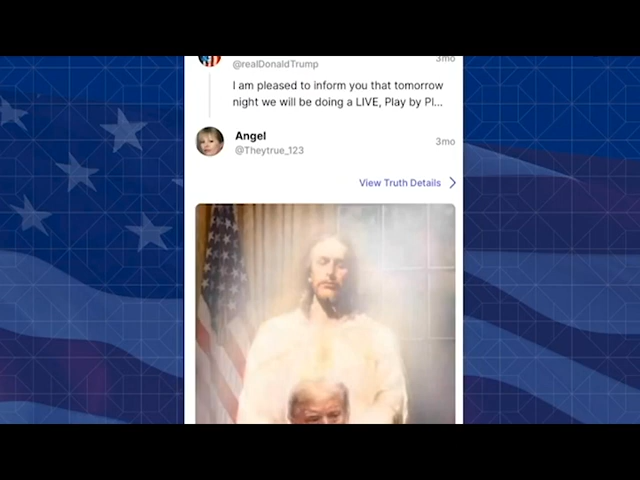 @realDonaldTrump
3mo
I am pleased to inform you that tomorrow
night we will be doing a LIVE, Play by Pl...
Angel
3mo
@Theytrue_123
View Truth Details